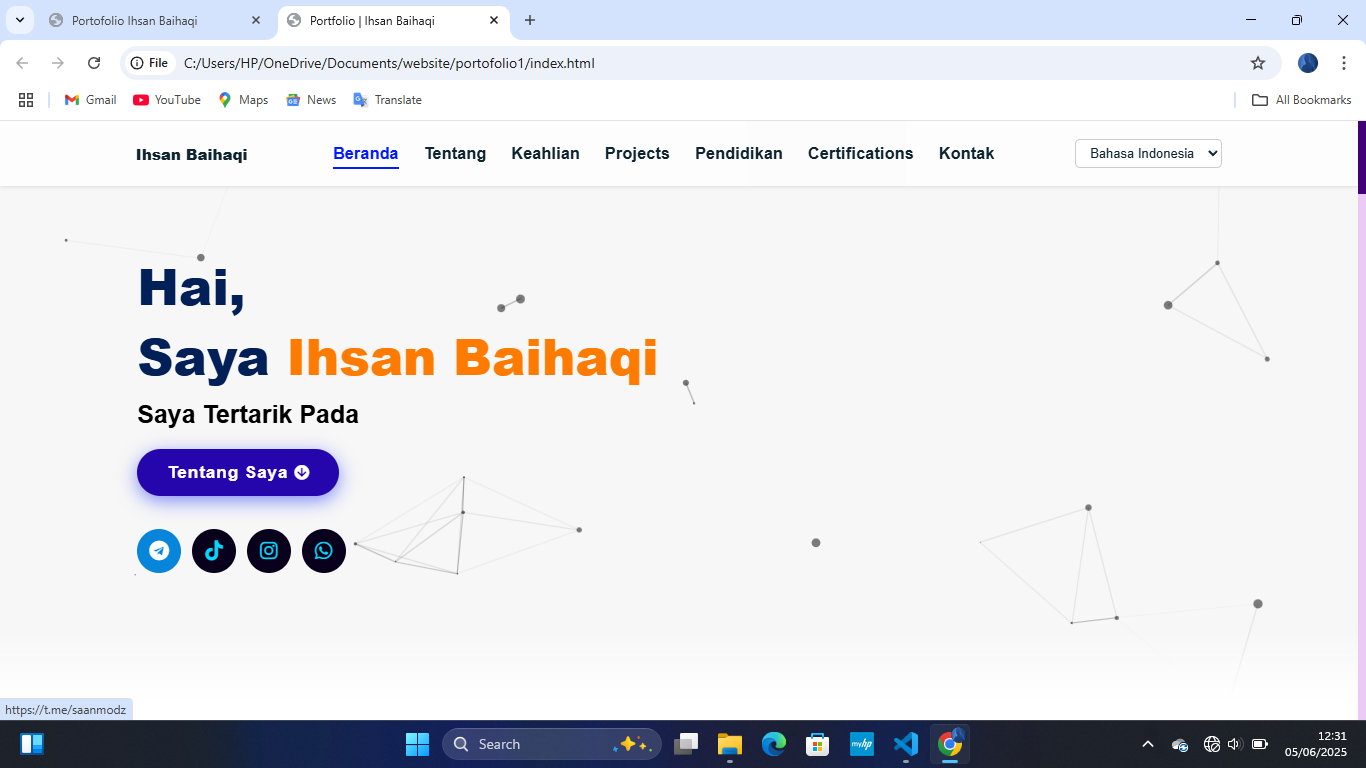 Portofolio Ihsan Baihaqi
Portfolio | Ihsan Baihaqi
File C:/Users/HP/OneDrive/Documents/website/portofolio1/index.html
Gmail YouTube Maps News Translate All Bookmarks
Ihsan Baihaqi Beranda Tentang Keahlian Projects Pendidikan Certifications Kontak Bahasa Indonesia
Hai,
Saya Ihsan Baihaqi
Saya Tertarik Pada
Tentang Saya
https://t.me/saanmodz
Search myhp 12:31
05/06/2025